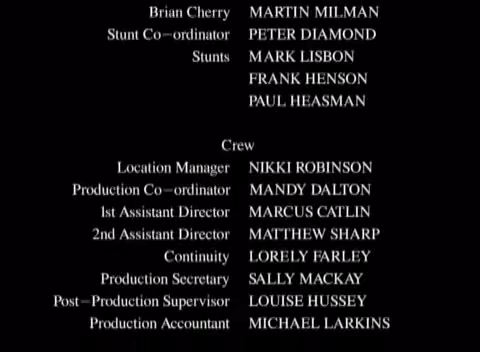 Brian Cherry MARTIN MILMAN
Stunt Co-ordinator PETER DIAMOND
Stunts MARK LISBON
FRANK HENSON
PAUL HEASMAN
Crew
Location Manager NIKKI ROBINSON
Production Co-ordinator MANDY DALTON
1st Assistant Director MARCUS CATLIN
2nd Assistant Director MATTHEW SHARP
Continuity LORELY FARLEY
Production Secretary SALLY MACKAY
Post-Production Supervisor LOUISE HUSSEY
Production Accountant MICHAEL LARKINS